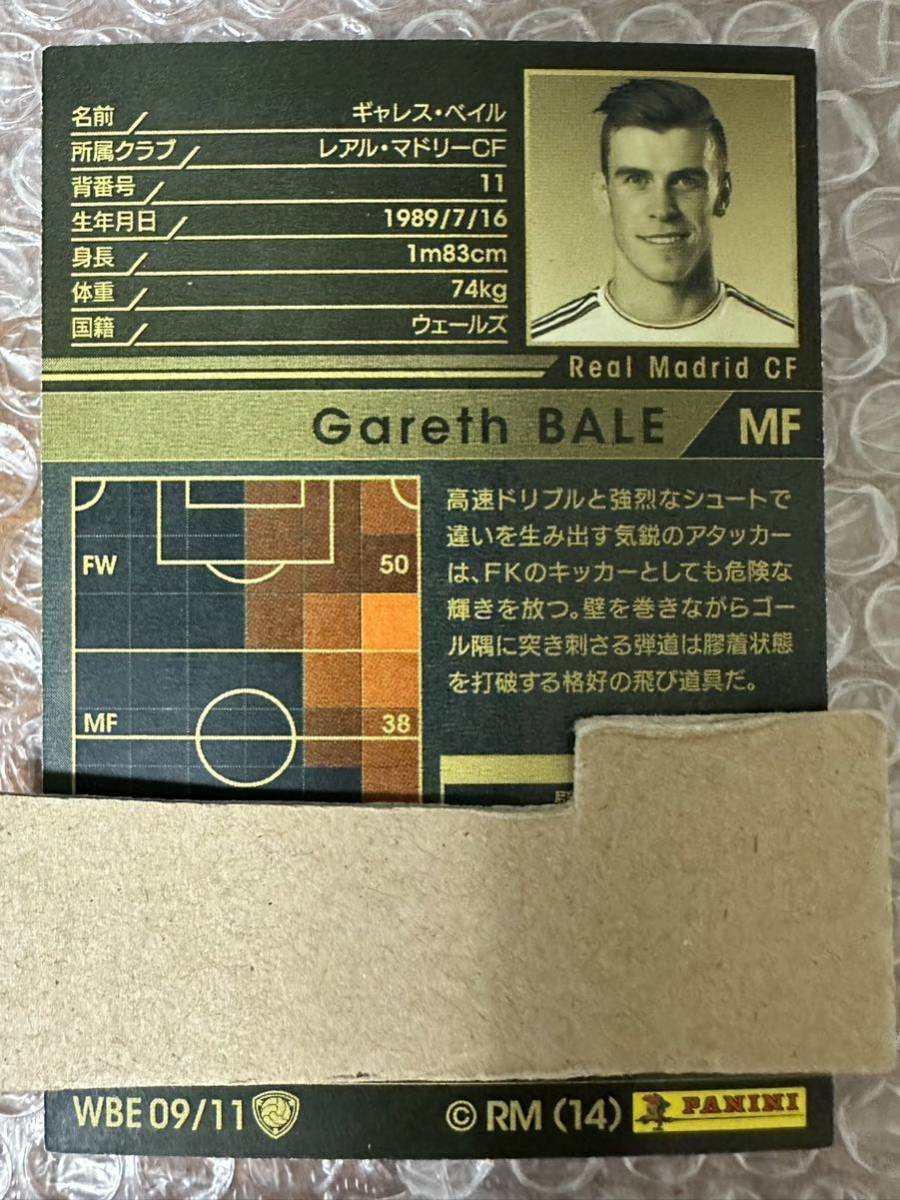 名前 ギャレス・ベイル
所属クラブ レアル・マドリーCF
背番号 11
生年月日 1989/7/16
身長 1m83cm
体重 74kg
国籍 ウェールズ
Real Madrid CF
Gareth BALE MF
高速ドリブルと強烈なシュートで
違いを生み出す気鋭のアタッカー
は、FKのキッカーとしても危険な
輝きを放つ。壁を巻きながらゴー
ル隅に突き刺さる弾道は膠着状態
を打破する格好の飛び道具だ。
FW 50
MF 38
WBE 09/11
© RM (14) PANINI